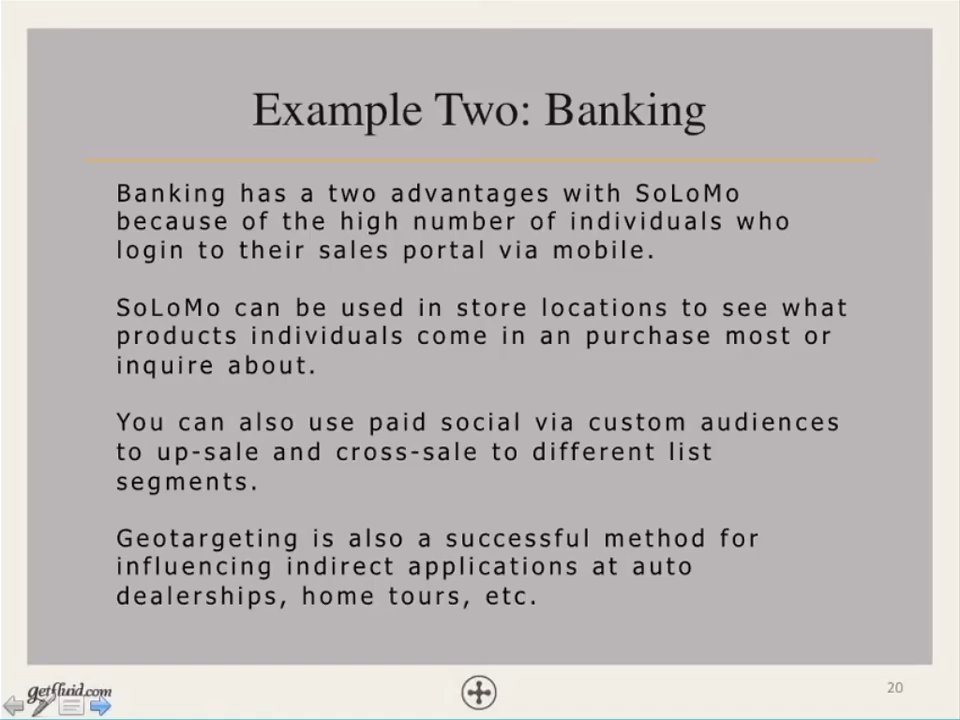 Example Two: Banking
Banking has a two advantages with SoLoMo
because of the high number of individuals who
login to their sales portal via mobile.
SoLoMo can be used in store locations to see what
products individuals come in an purchase most or
inquire about.
You can also use paid social via custom audiences
to up-sale and cross-sale to different list
segments.
Geotargeting is also a successful method for
influencing indirect applications at auto
dealerships, home tours, etc.
getfluid.com
20